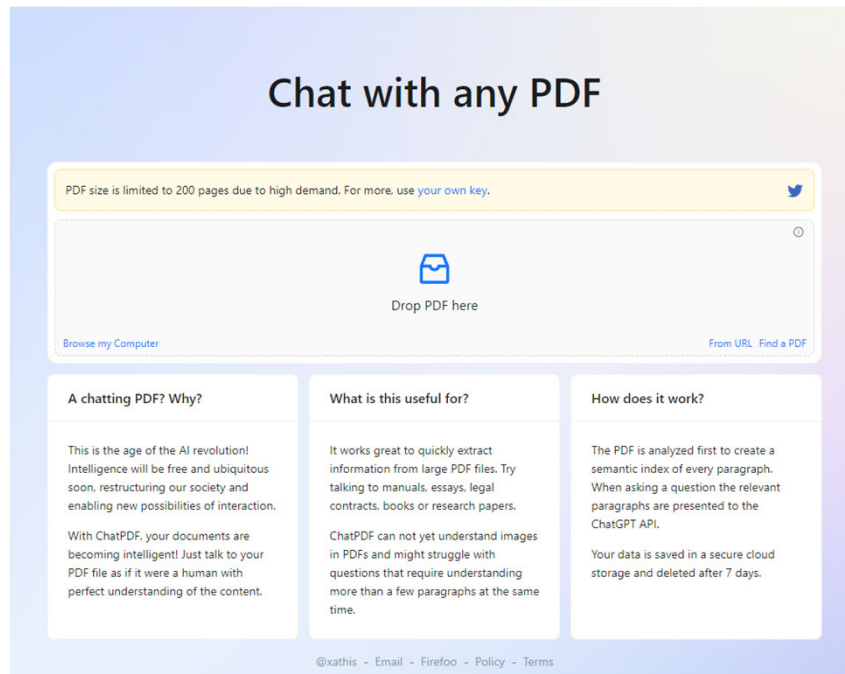 Chat with any PDF
PDF size is limited to 200 pages due to high demand. For more, use your own key.
Drop PDF here
Browse my Computer
From URL Find a PDF
A chatting PDF? Why?
This is the age of the AI revolution!
Intelligence will be free and ubiquitous
soon, restructuring our society and
enabling new possibilities of interaction.
With ChatPDF, your documents are
becoming intelligent! Just talk to your
PDF file as if it were a human with
perfect understanding of the content.
What is this useful for?
It works great to quickly extract
information from large PDF files. Try
talking to manuals, essays, legal
contracts, books or research papers.
ChatPDF can not yet understand images
in PDFs and might struggle with
questions that require understanding
more than a few paragraphs at the same
time.
How does it work?
The PDF is analyzed first to create a
semantic index of every paragraph.
When asking a question the relevant
paragraphs are presented to the
ChatGPT API.
Your data is saved in a secure cloud
storage and deleted after 7 days.
@xathis - Email - Firefoo - Policy - Terms